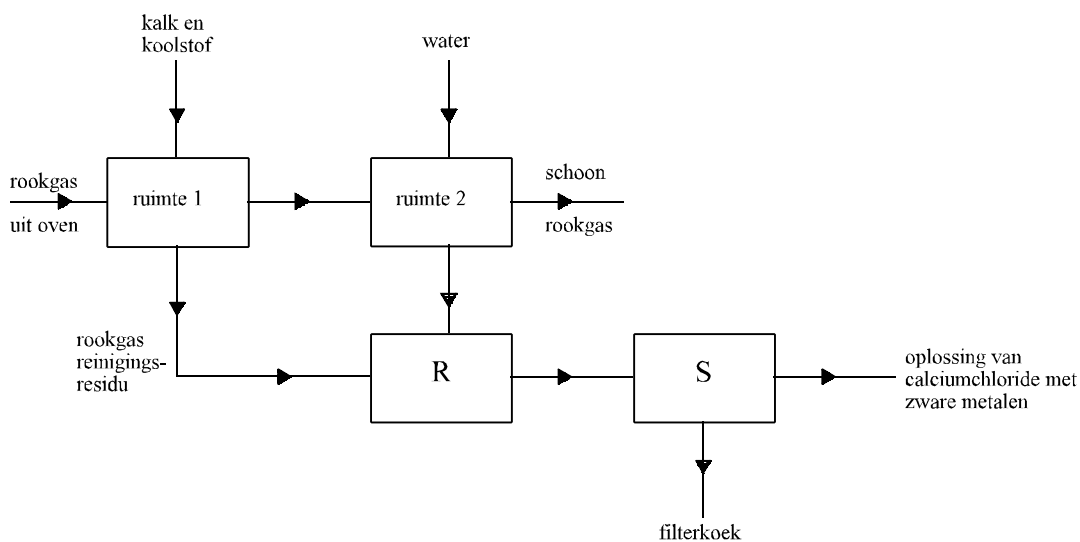 kalk en
koolstof
water
rookgas
uit oven
ruimte 1
ruimte 2
schoon
rookgas
rookgas
reinigings-
residu
R
S
oplossing van
calciumchloride met
zware metalen
filterkoek